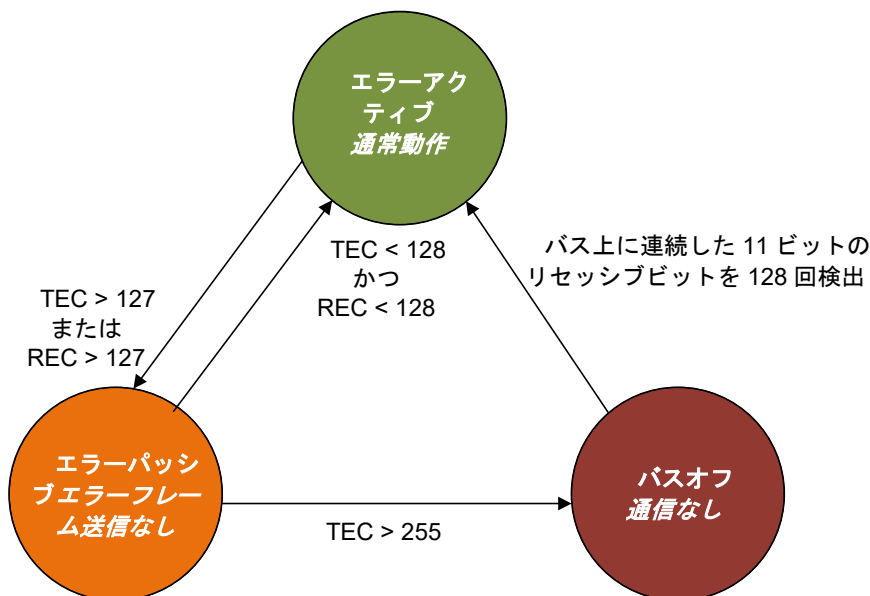 エラーアク
ティブ
通常動作
TEC < 128
かつ
REC < 128
バス上に連続した 11 ビットの
リセッシブビットを 128 回検出
TEC > 127
または
REC > 127
エラーパッシ
ブエラーフレー
ム送信なし
バスオフ
通信なし
TEC > 255